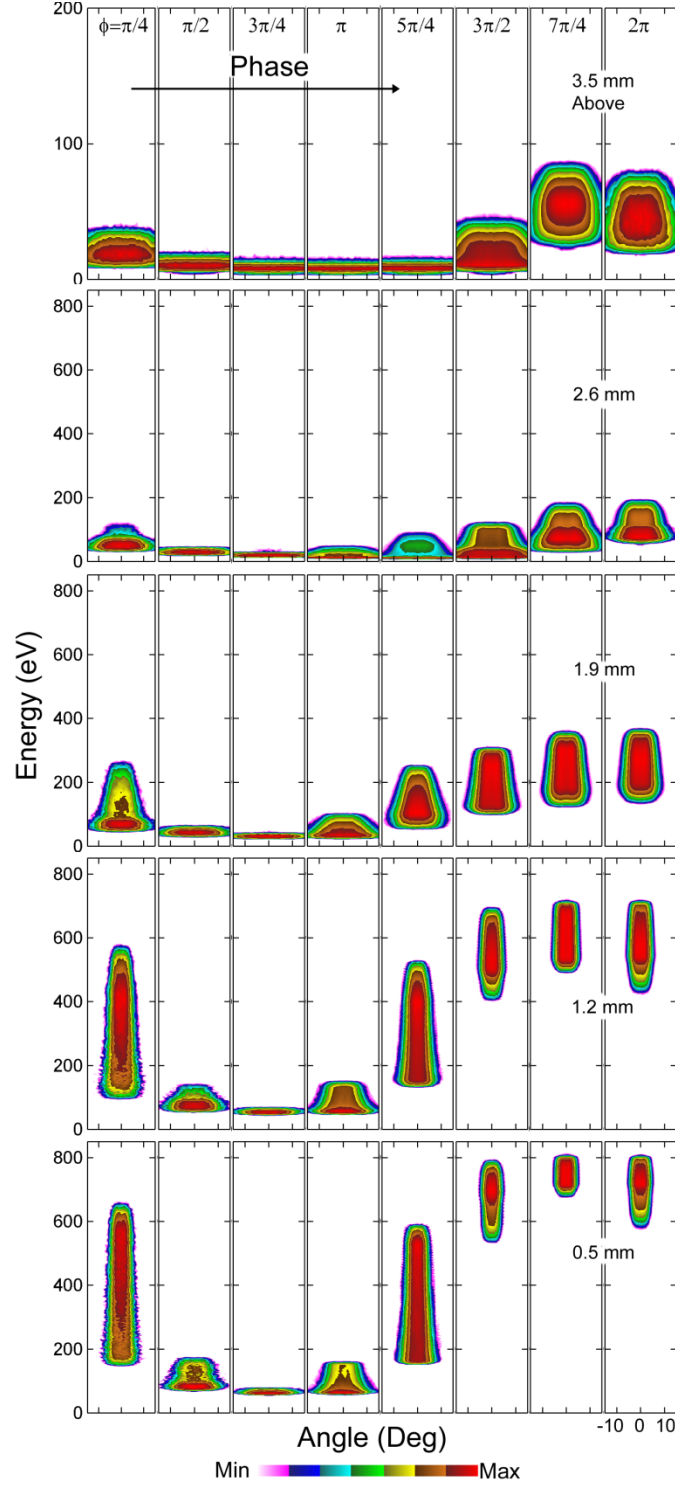 200
ϕ=π/4 π/2 3π/4 π 5π/4 3π/2 7π/4 2π
Phase
3.5 mm
Above
100
0
800
600
2.6 mm
400
200
0
800
600
1.9 mm
400
200
0
Energy (eV)
800
600
400
1.2 mm
200
0
800
600
0.5 mm
400
200
0
-10 0 10
Angle (Deg)
Min Max